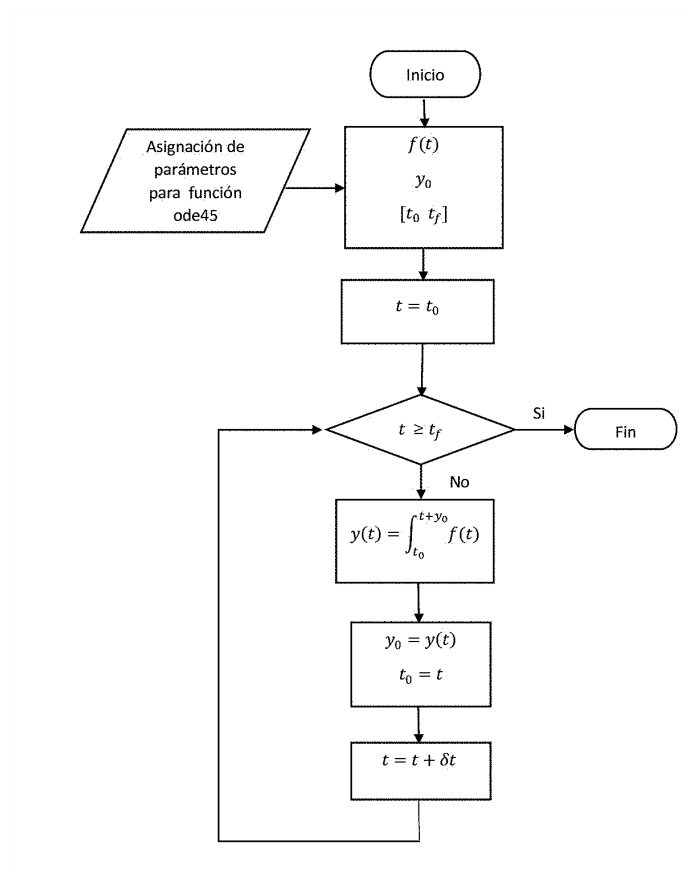 Inicio
Asignación de
parámetros
para función
ode45
f(t)
y₀
[t₀ t_f]
t = t₀
t ≥ t_f
Si
Fin
No
y(t) = ∫_{t₀}^{t+y₀} f(t)
y₀ = y(t)
t₀ = t
t = t + δt